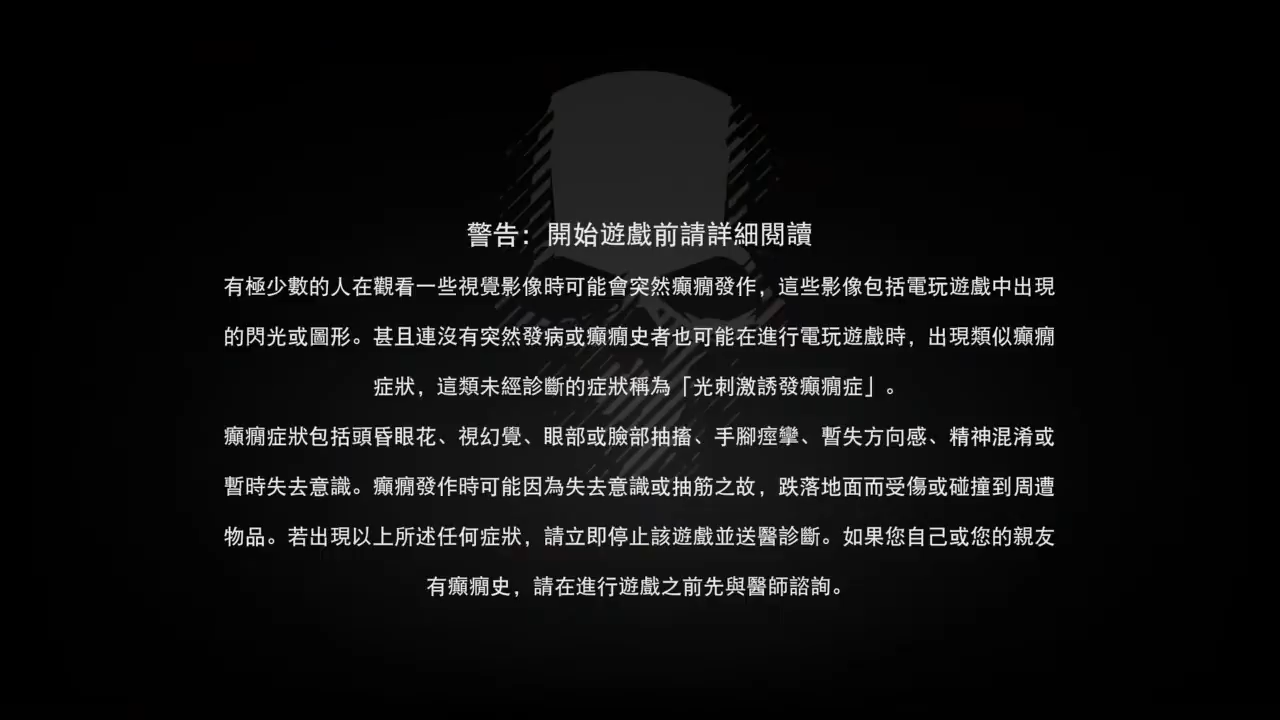 警告：開始遊戲前請詳細閱讀
有極少數的人在觀看一些視覺影像時可能會突然癲癇發作，這些影像包括電玩遊戲中出現
的閃光或圖形。甚且連沒有突然發病或癲癇史者也可能在進行電玩遊戲時，出現類似癲癇
症狀，這類未經診斷的症狀稱為「光刺激誘發癲癇症」。
癲癇症狀包括頭昏眼花、視幻覺、眼部或臉部抽搐、手腳痙攣、暫失方向感、精神混淆或
暫時失去意識。癲癇發作時可能因為失去意識或抽筋之故，跌落地面而受傷或碰撞到周遭
物品。若出現以上所述任何症狀，請立即停止該遊戲並送醫診斷。如果您自己或您的親友
有癲癇史，請在進行遊戲之前先與醫師諮詢。